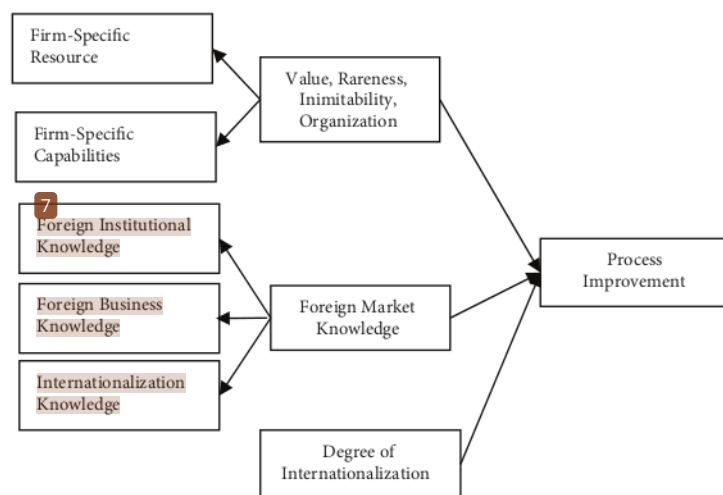 Firm-Specific
Resource
Value, Rareness,
Inimitability,
Organization
Firm-Specific
Capabilities
7
Foreign Institutional
Knowledge
Process
Improvement
Foreign Business
Knowledge
Foreign Market
Knowledge
Internationalization
Knowledge
Degree of
Internationalization